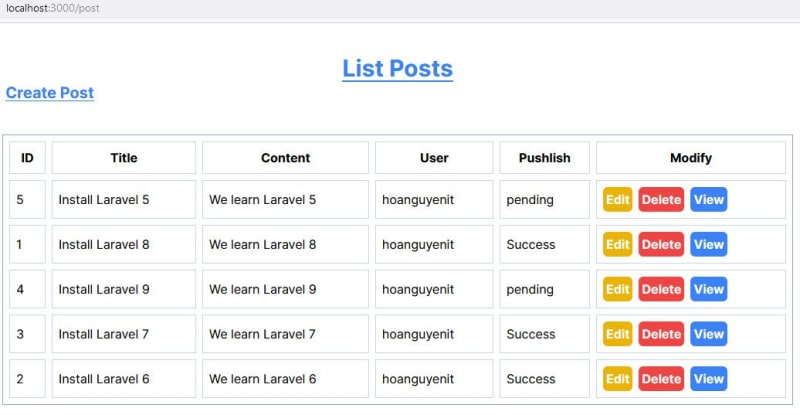 localhost:3000/post
List Posts
Create Post
ID Title Content User Pushlish Modify
5 Install Laravel 5 We learn Laravel 5 hoanguyenit pending Edit Delete View
1 Install Laravel 8 We learn Laravel 8 hoanguyenit Success Edit Delete View
4 Install Laravel 9 We learn Laravel 9 hoanguyenit pending Edit Delete View
3 Install Laravel 7 We learn Laravel 7 hoanguyenit Success Edit Delete View
2 Install Laravel 6 We learn Laravel 6 hoanguyenit Success Edit Delete View